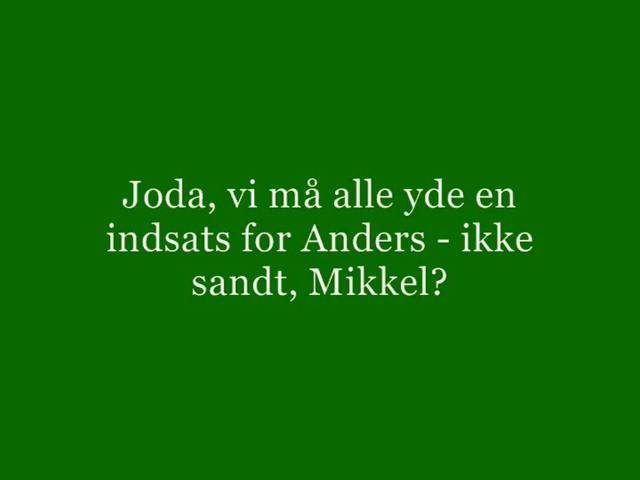 Joda, vi må alle yde en
indsats for Anders - ikke
sandt, Mikkel?